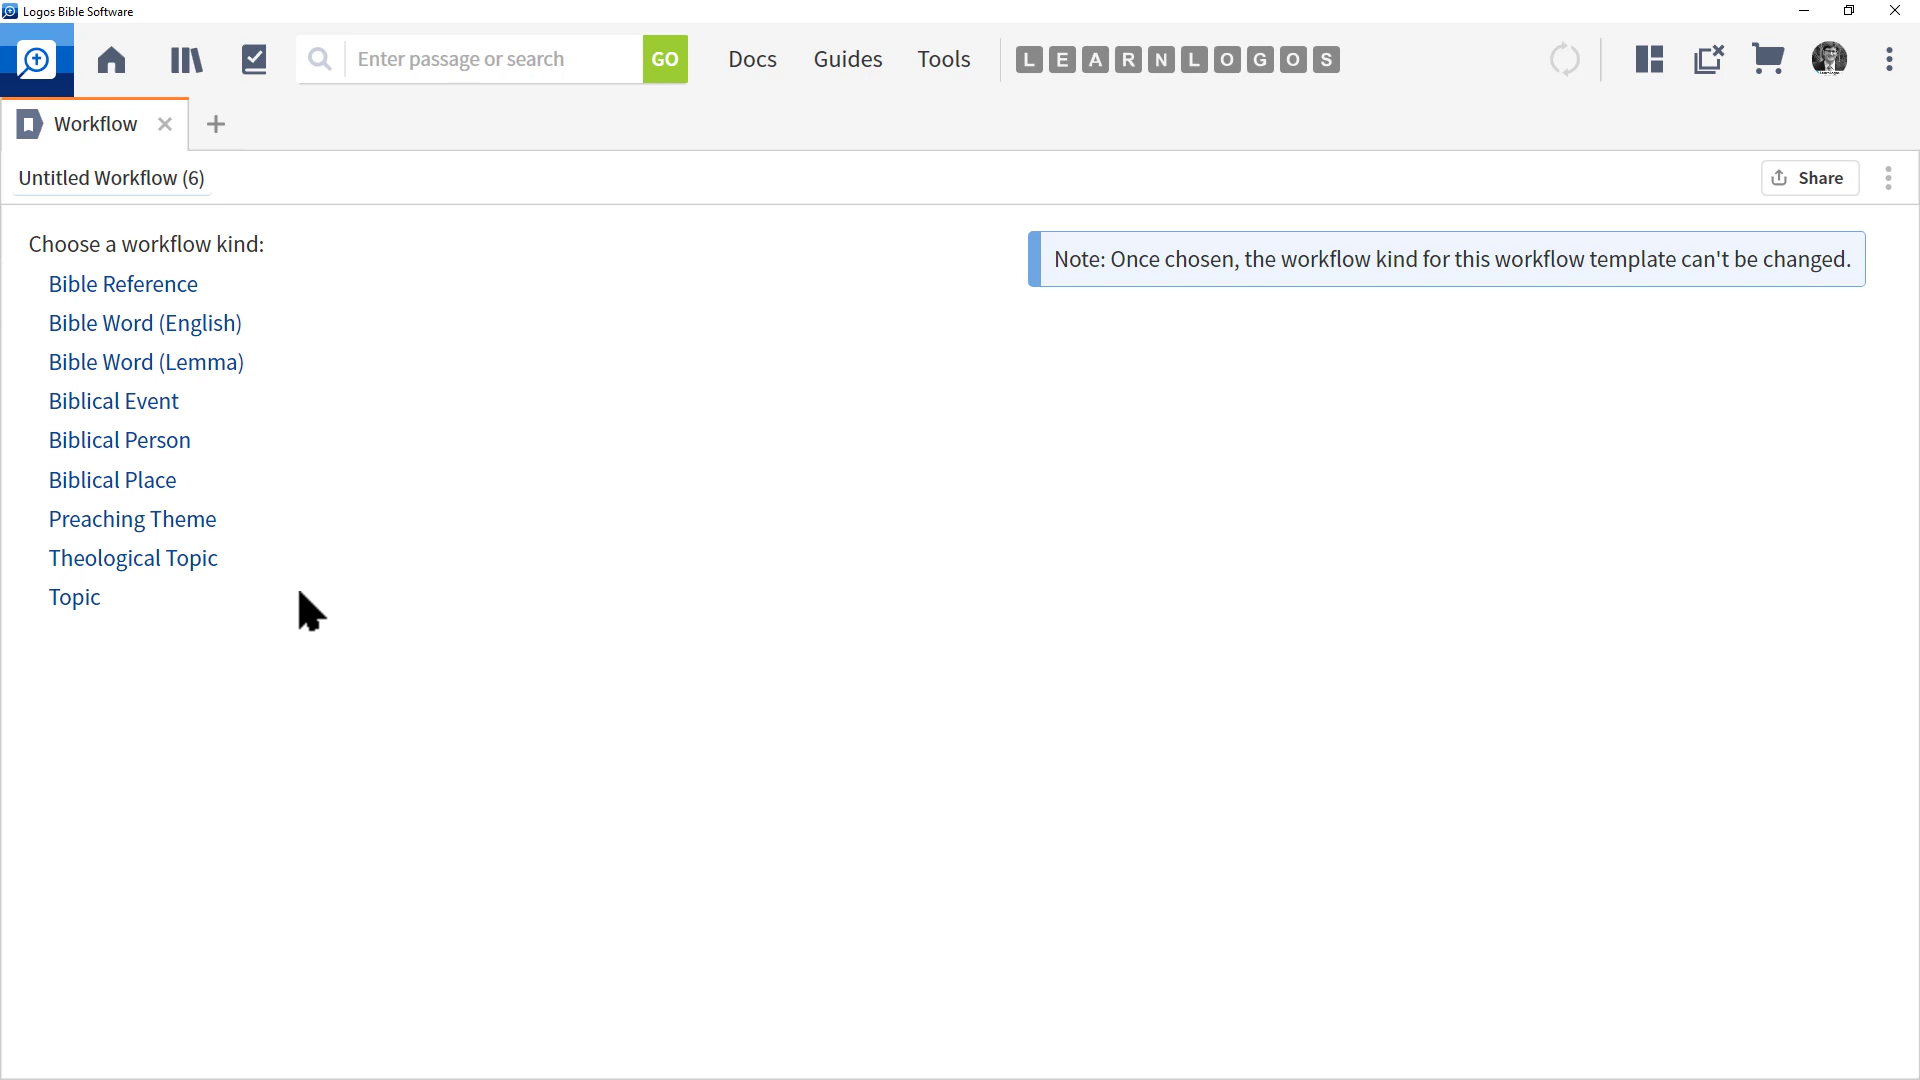 Logos Bible Software
Enter passage or search
GO
Docs
Guides
Tools
L E A R N L O G O S
Workflow
Untitled Workflow (6)
Share
Choose a workflow kind:
Note: Once chosen, the workflow kind for this workflow template can't be changed.
Bible Reference
Bible Word (English)
Bible Word (Lemma)
Biblical Event
Biblical Person
Biblical Place
Preaching Theme
Theological Topic
Topic